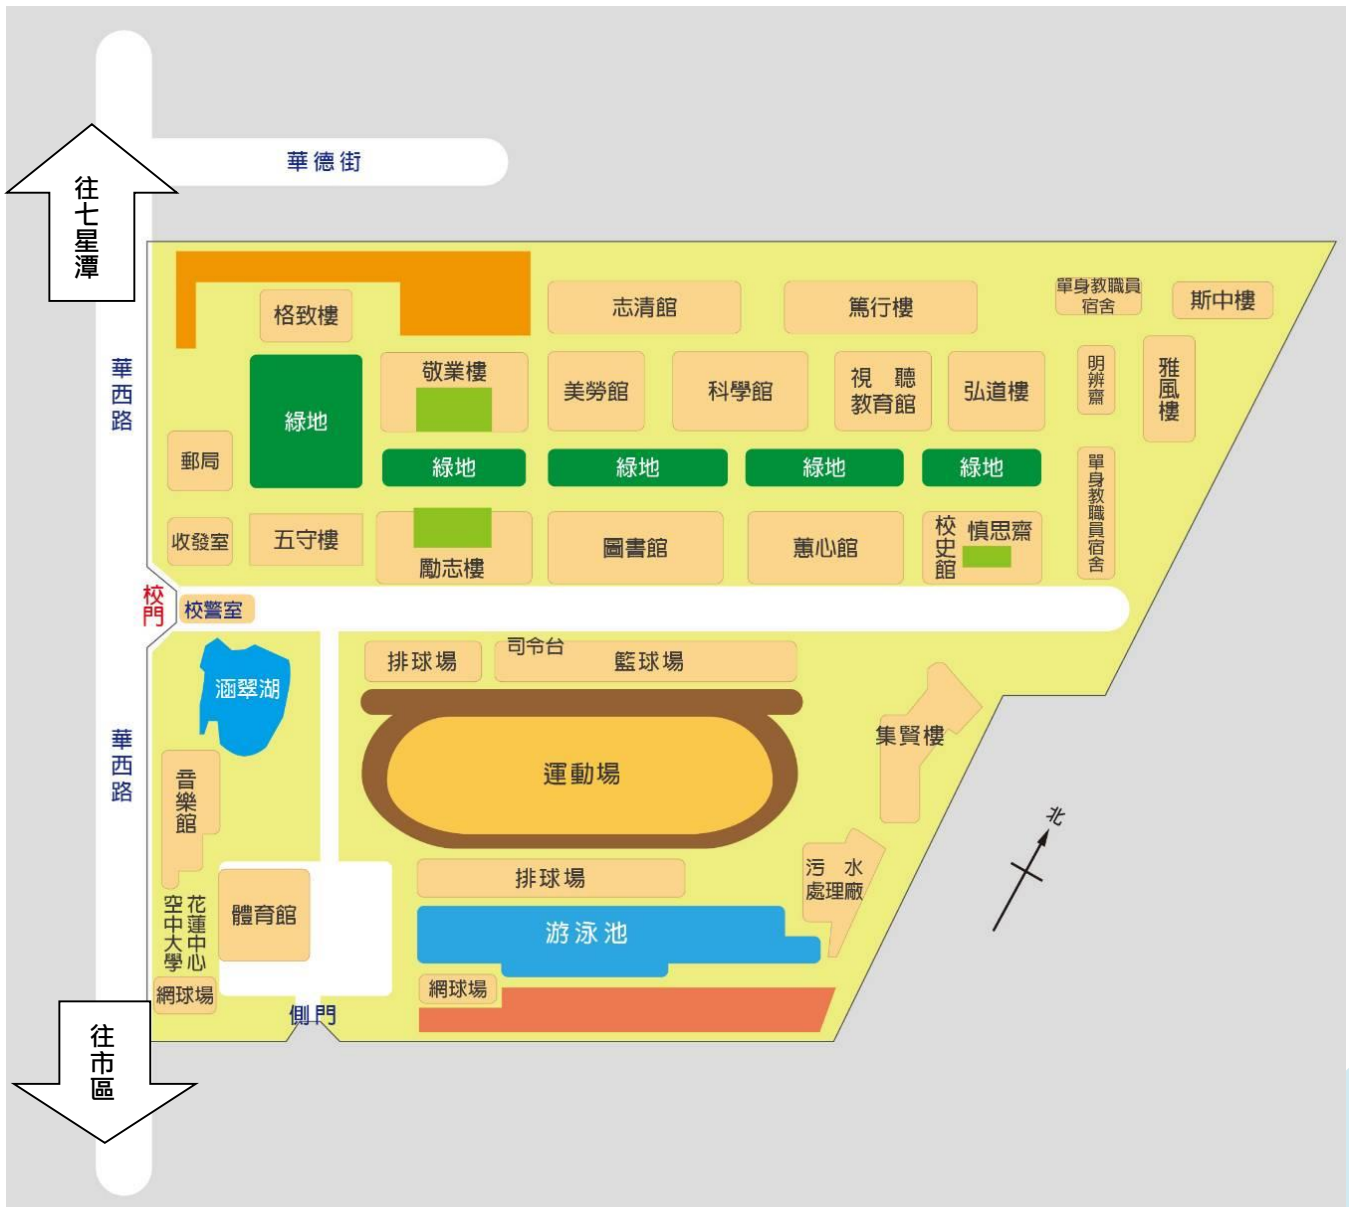 華德街
往七星潭
格致樓
志清館
篤行樓
單身教職員
宿舍
斯中樓
華西路
綠地
敬業樓
美勞館
科學館
視聽
教育館
弘道樓
明辨齋
雅風樓
郵局
綠地
綠地
綠地
綠地
單身教職員宿舍
收發室
五守樓
勵志樓
圖書館
蕙心館
校史館
慎思齋
校門
校警室
排球場
司令台
籃球場
涵翠湖
華西路
運動場
集賢樓
音樂館
北
排球場
污水
處理廠
花蓮中心
空中大學
體育館
游泳池
網球場
網球場
側門
往市區